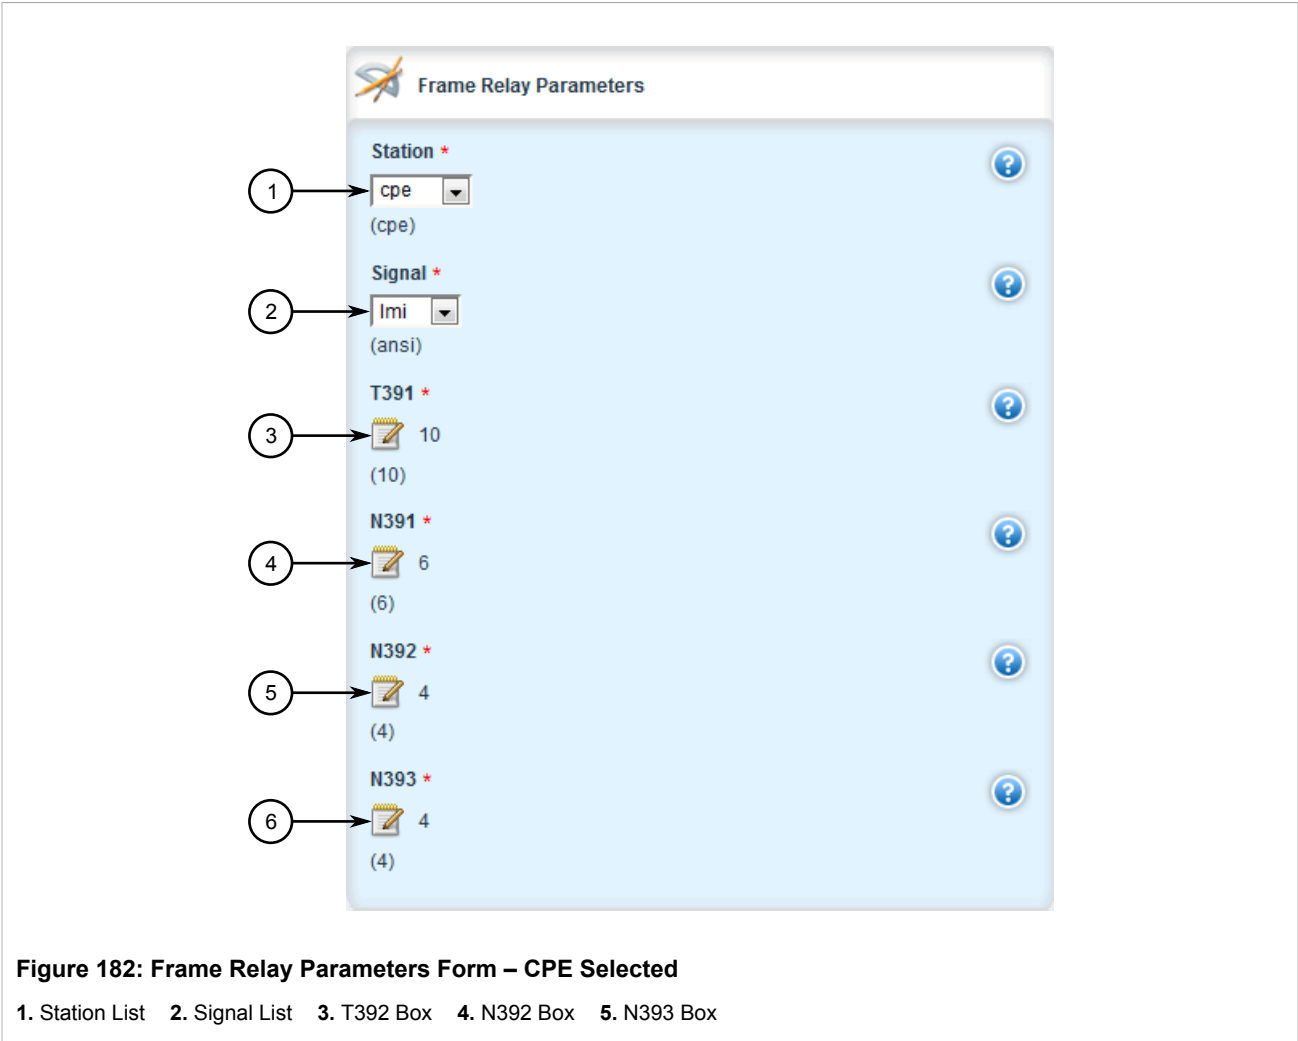 Frame Relay Parameters
Station *
1
cpe
(cpe)
Signal *
2
lmi
(ansi)
T391 *
3
10
(10)
N391 *
4
6
(6)
N392 *
5
4
(4)
N393 *
6
4
(4)
Figure 182: Frame Relay Parameters Form – CPE Selected
1. Station List 2. Signal List 3. T392 Box 4. N392 Box 5. N393 Box